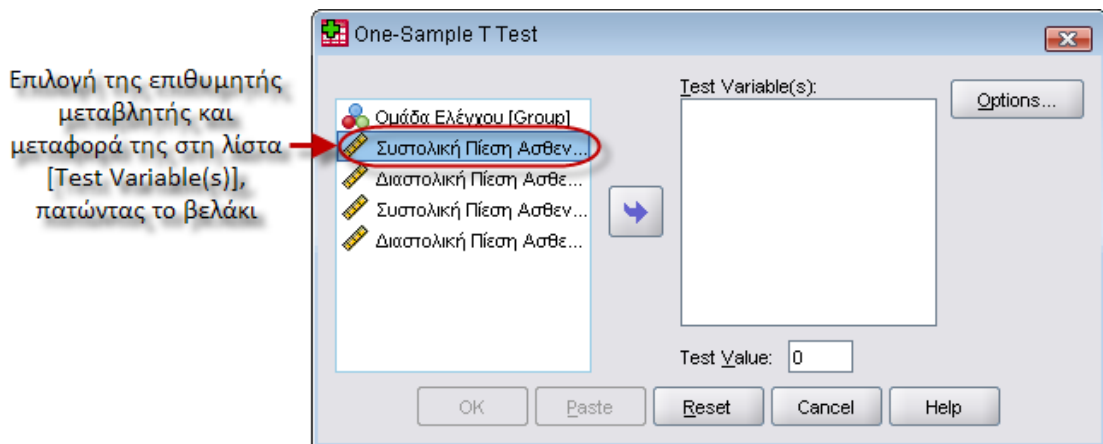 One-Sample T Test
Επιλογή της επιθυμητής
μεταβλητής και
μεταφορά της στη λίστα
[Test Variable(s)],
πατώντας το βελάκι
Ομάδα Ελέγχου [Group]
Συστολική Πίεση Ασθεν...
Διαστολική Πίεση Ασθε...
Συστολική Πίεση Ασθεν...
Διαστολική Πίεση Ασθε...
Test Variable(s):
Options...
Test Value: 0
OK Paste Reset Cancel Help